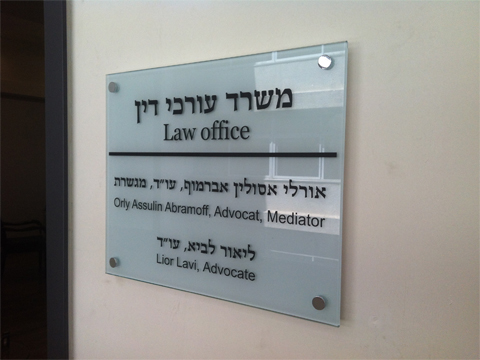 משרד עורכי דין
Law office
אורלי אסולין אברמוף, עו"ד, מגשרת
Orly Assulin Abramoff, Advocat, Mediator
ליאור לביא, עו"ד
Lior Lavi, Advocate